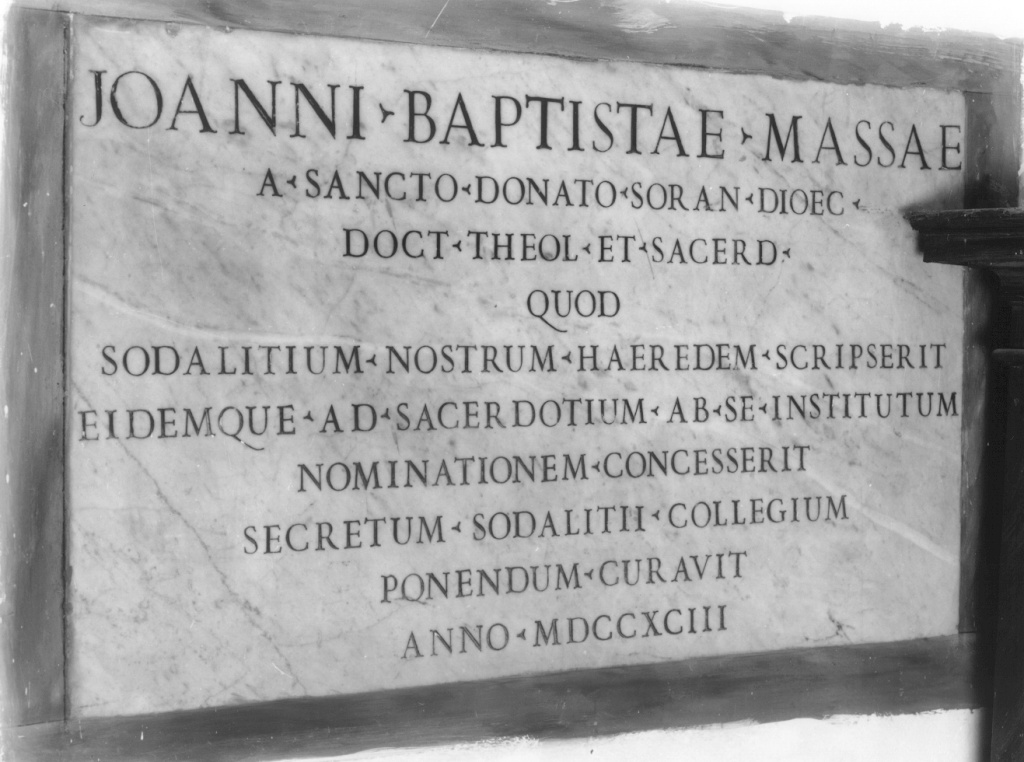 JOANNI ‣ BAPTISTAE ‣ MASSAE
A ‣ SANCTO ‣ DONATO ‣ SORAN ‣ DIOEC ‣
DOCT ‣ THEOL ‣ ET ‣ SACERD ‣
QUOD
SODALITIUM ‣ NOSTRUM ‣ HAEREDEM ‣ SCRIPSERIT
EIDEMQUE ‣ AD ‣ SACERDOTIUM ‣ AB ‣ SE ‣ INSTITUTUM
NOMINATIONEM ‣ CONCESSERIT
SECRETUM ‣ SODALITII ‣ COLLEGIUM
PONENDUM ‣ CURAVIT
ANNO ‣ MDCCXCIII